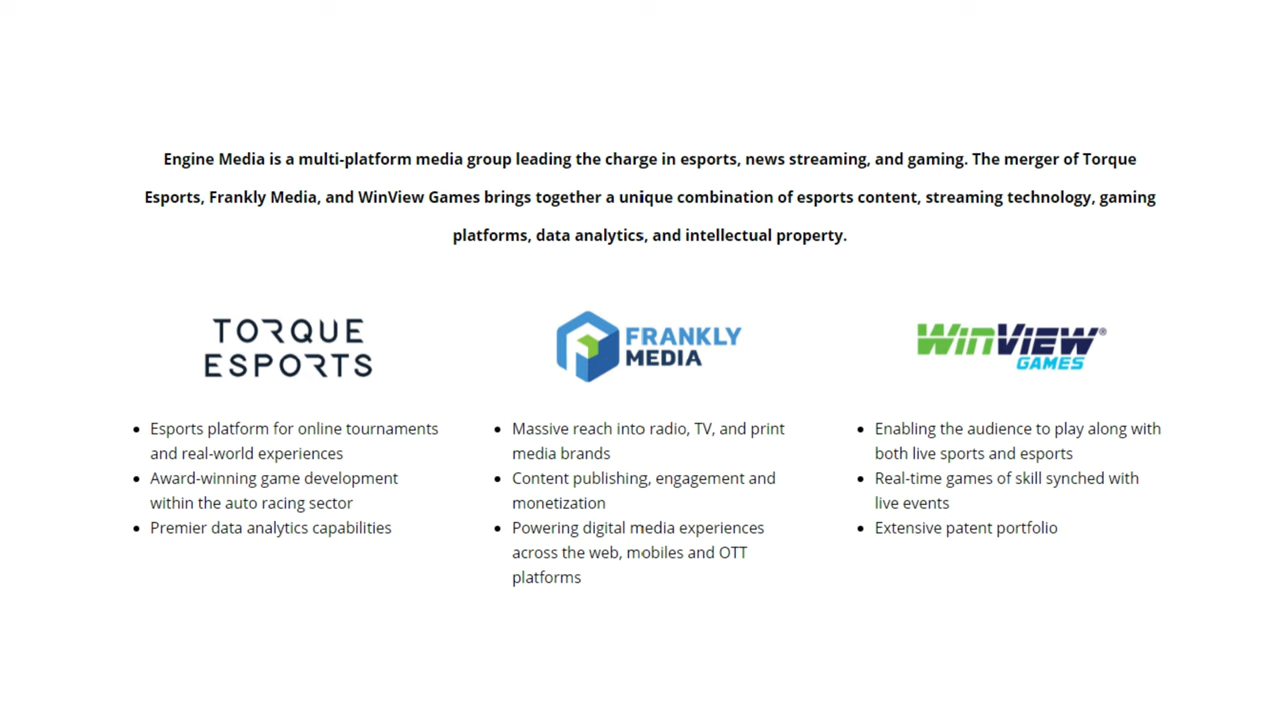 Engine Media is a multi-platform media group leading the charge in esports, news streaming, and gaming. The merger of Torque
Esports, Frankly Media, and WinView Games brings together a unique combination of esports content, streaming technology, gaming
platforms, data analytics, and intellectual property.
TORQUE
ESPORTS
• Esports platform for online tournaments
and real-world experiences
• Award-winning game development
within the auto racing sector
• Premier data analytics capabilities
FRANKLY
MEDIA
• Massive reach into radio, TV, and print
media brands
• Content publishing, engagement and
monetization
• Powering digital media experiences
across the web, mobiles and OTT
platforms
WinView®
GAMES
• Enabling the audience to play along with
both live sports and esports
• Real-time games of skill synched with
live events
• Extensive patent portfolio